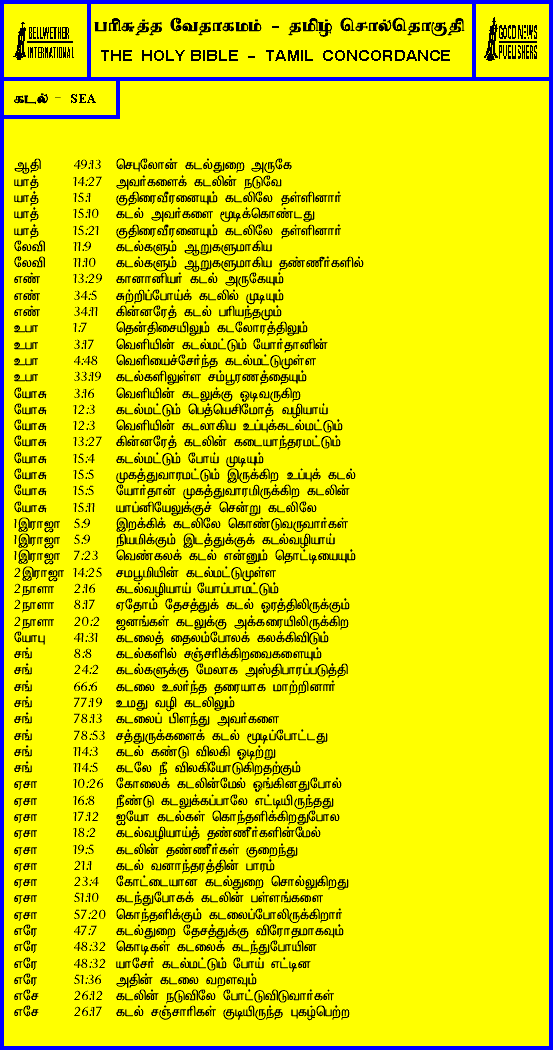 BELLWETHER INTERNATIONAL
பரிசுத்த வேதாகமம் - தமிழ் சொல்தொகுதி
THE HOLY BIBLE - TAMIL CONCORDANCE
GOOD NEWS PUBLISHERS
கடல் - SEA
ஆதி 49:13 செபுலோன் கடல்துறை அருகே
யாத் 14:27 அவர்களைக் கடலின் நடுவே
யாத் 15:1 குதிரைவீரனையும் கடலிலே தள்ளினார்
யாத் 15:10 கடல் அவர்களை மூடிக்கொண்டது
யாத் 15:21 குதிரைவீரனையும் கடலிலே தள்ளினார்
லேவி 11:9 கடல்களும் ஆறுகளுமாகிய
லேவி 11:10 கடல்களும் ஆறுகளுமாகிய தண்ணீர்களில்
எண் 13:29 கானானியர் கடல் அருகேயும்
எண் 34:5 சுற்றிப்போய்க் கடலில் முடியும்
எண் 34:11 கின்னரேத் கடல் பரியந்தமும்
உபா 1:7 தென்திசையிலும் கடலோரத்திலும்
உபா 3:17 வெளியின் கடல்மட்டும் யோர்தானின்
உபா 4:48 வெளியைச்சேர்ந்த கடல்மட்டுமுள்ள
உபா 33:19 கடல்களிலுள்ள சம்பூரணத்தையும்
யோசு 3:16 வெளியின் கடலுக்கு ஓடிவருகிற
யோசு 12:3 கடல்மட்டும் பெத்யெசிமோத் வழியாய்
யோசு 12:3 வெளியின் கடலாகிய உப்புக்கடல்மட்டும்
யோசு 13:27 கின்னரேத் கடலின் கடையாந்தரமட்டும்
யோசு 15:4 கடல்மட்டும் போய் முடியும்
யோசு 15:5 முகத்துவாரமட்டும் இருக்கிற உப்புக் கடல்
யோசு 15:5 யோர்தான் முகத்துவாரமிருக்கிற கடலின்
யோசு 15:11 யாப்னியேலுக்குச் சென்று கடலிலே
1இராஜா 5:9 இறக்கிக் கடலிலே கொண்டுவருவார்கள்
1இராஜா 5:9 நியமிக்கும் இடத்துக்குக் கடல்வழியாய்
1இராஜா 7:23 வெண்கலக் கடல் என்னும் தொட்டியையும்
2இராஜா 14:25 சமபூமியின் கடல்மட்டுமுள்ள
2நாளா 2:16 கடல்வழியாய் யோப்பாமட்டும்
2நாளா 8:17 ஏதோம் தேசத்துக் கடல் ஓரத்திலிருக்கும்
2நாளா 20:2 ஜனங்கள் கடலுக்கு அக்கரையிலிருக்கிற
யோபு 41:31 கடலைத் தைலம்போலக் கலக்கிவிடும்
சங் 8:8 கடல்களில் சஞ்சரிக்கிறவைகளையும்
சங் 24:2 கடல்களுக்கு மேலாக அஸ்திபாரப்படுத்தி
சங் 66:6 கடலை உலர்ந்த தரையாக மாற்றினார்
சங் 77:19 உமது வழி கடலிலும்
சங் 78:13 கடலைப் பிளந்து அவர்களை
சங் 78:53 சத்துருக்களைக் கடல் மூடிப்போட்டது
சங் 114:3 கடல் கண்டு விலகி ஓடிற்று
சங் 114:5 கடலே நீ விலகியோடுகிறதற்கும்
ஏசா 10:26 கோலைக் கடலின்மேல் ஓங்கினதுபோல்
ஏசா 16:8 நீண்டு கடலுக்கப்பாலே எட்டியிருந்தது
ஏசா 17:12 ஐயோ கடல்கள் கொந்தளிக்கிறதுபோல
ஏசா 18:2 கடல்வழியாய்த் தண்ணீர்களின்மேல்
ஏசா 19:5 கடலின் தண்ணீர்கள் குறைந்து
ஏசா 21:1 கடல் வனாந்தரத்தின் பாரம்
ஏசா 23:4 கோட்டையான கடல்துறை சொல்லுகிறது
ஏசா 51:10 கடந்துபோகக் கடலின் பள்ளங்களை
ஏசா 57:20 கொந்தளிக்கும் கடலைப்போலிருக்கிறார்
எரே 47:7 கடல்துறை தேசத்துக்கு விரோதமாகவும்
எரே 48:32 கொடிகள் கடலைக் கடந்துபோயின
எரே 48:32 யாசேர் கடல்மட்டும் போய் எட்டின
எரே 51:36 அதின் கடலை வறளவும்
எசே 26:12 கடலின் நடுவிலே போட்டுவிடுவார்கள்
எசே 26:17 கடல் சஞ்சாரிகள் குடியிருந்த புகழ்பெற்ற